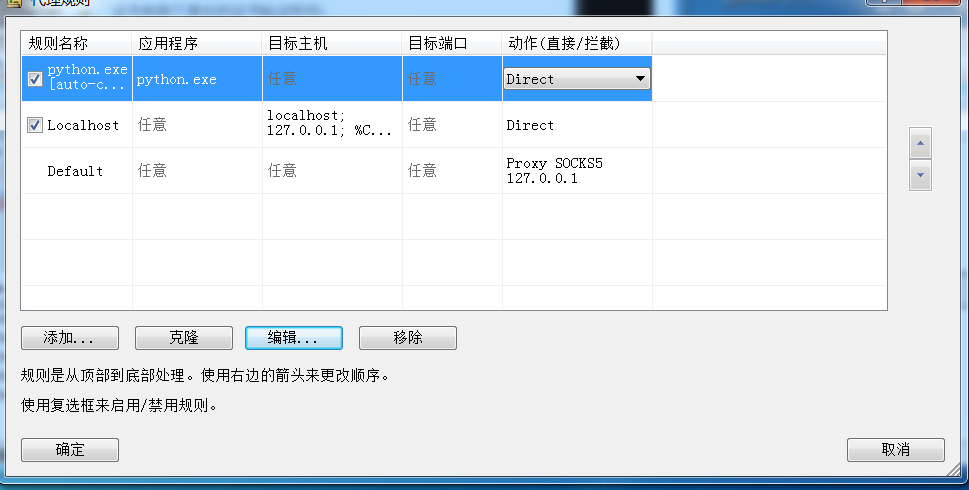 代理规则
规则名称 应用程序 目标主机 目标端口 动作(直接/拦截)
python.exe
[auto-c... python.exe 任意 任意 Direct
Localhost 任意 localhost;
127.0.0.1; %C... 任意 Direct
Default 任意 任意 任意 Proxy SOCKS5
127.0.0.1
添加... 克隆 编辑... 移除
规则是从顶部到底部处理。使用右边的箭头来更改顺序。
使用复选框来启用/禁用规则。
确定 取消